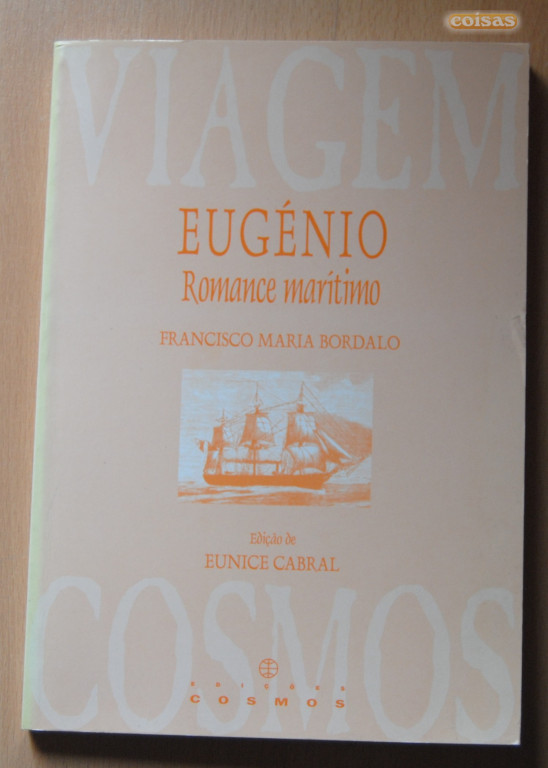 coisas
VIAGEM
EUGÉNIO
Romance marítimo
FRANCISCO MARIA BORDALO
Edição de
EUNICE CABRAL
COSMOS
EDIÇÕES
COSMOS